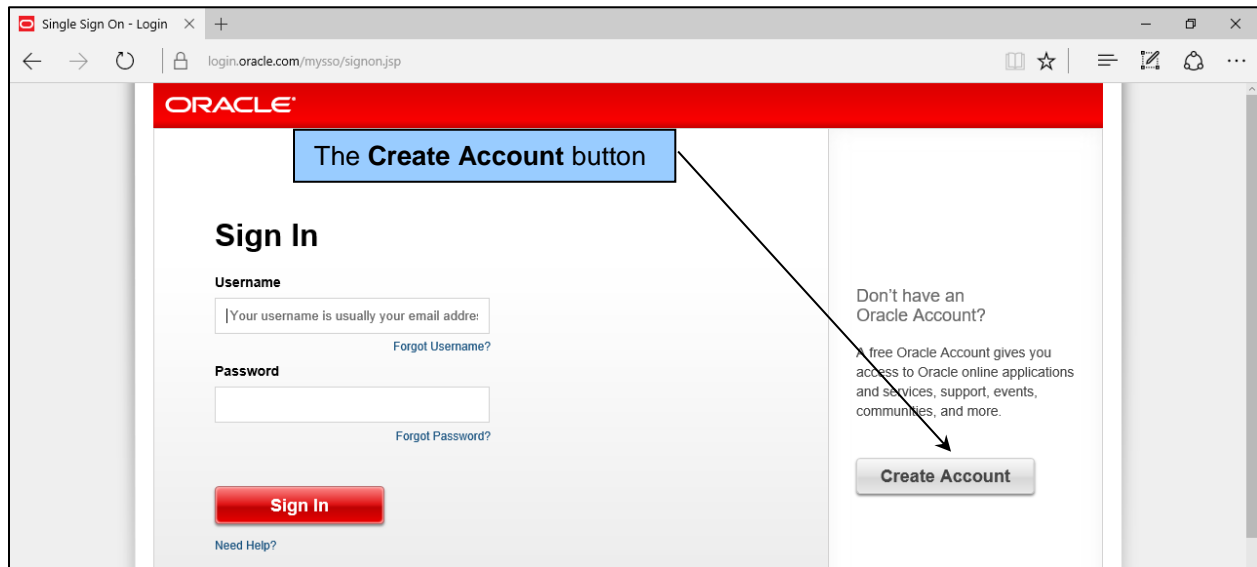 Single Sign On - Login
login.oracle.com/mysso/signon.jsp
ORACLE
The Create Account button
Sign In
Username
Your username is usually your email addre
Forgot Username?
Password
Forgot Password?
Sign In
Need Help?
Don't have an
Oracle Account?
A free Oracle Account gives you
access to Oracle online applications
and services, support, events,
communities, and more.
Create Account